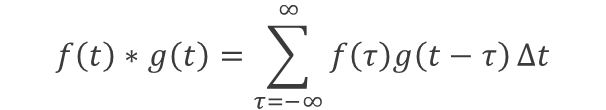 f(t) ∗ g(t) = ∑_{τ=−∞}^{∞} f(τ)g(t − τ) Δt